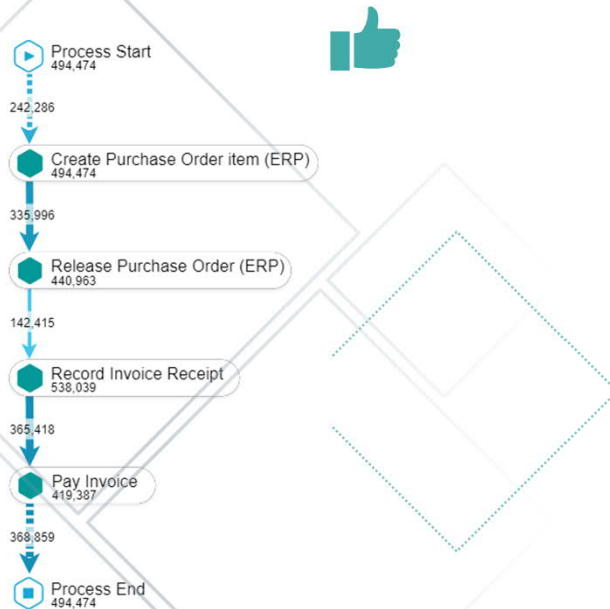 Process Start
494,474
242,286
Create Purchase Order item (ERP)
494,474
335,996
Release Purchase Order (ERP)
440,963
142,415
Record Invoice Receipt
538,039
365,418
Pay Invoice
419,387
368,859
Process End
494,474